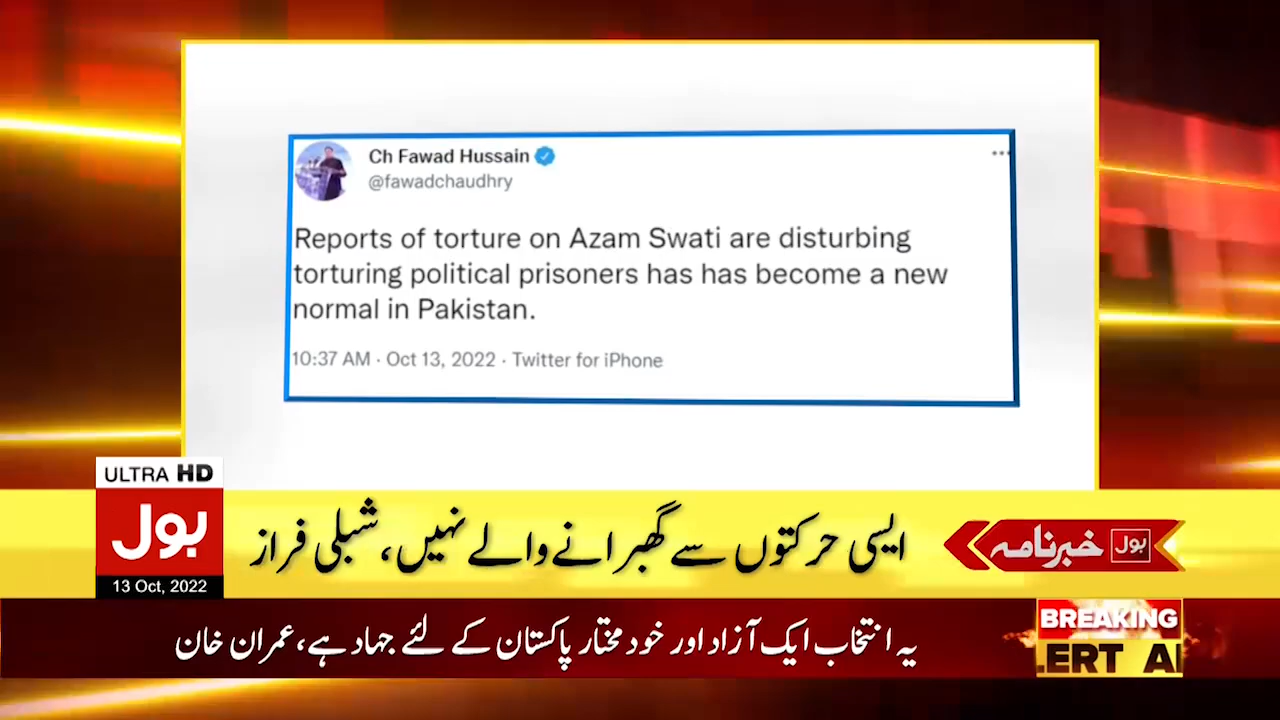 Ch Fawad Hussain
@fawadchaudhry
Reports of torture on Azam Swati are disturbing
torturing political prisoners has has become a new
normal in Pakistan.
10:37 AM · Oct 13, 2022 · Twitter for iPhone
ULTRA HD
بول
13 Oct, 2022
ایسی حرکتوں سے گھبرانے والے نہیں، شبلی فراز
بول خبرنامہ
یہ انتخاب ایک آزاد اور خود مختار پاکستان کے لئے جہاد ہے، عمران خان
BREAKING